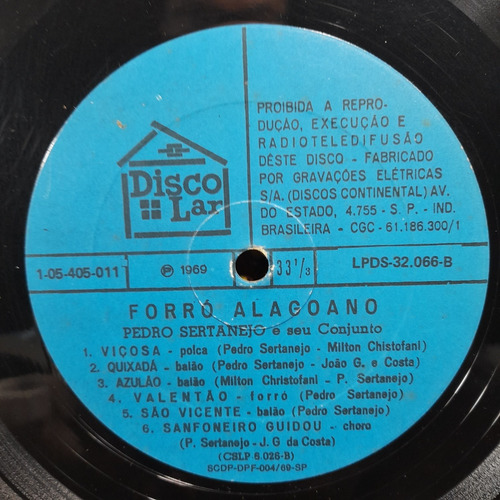 Disco
Lar
PROIBIDA A REPRO-
DUÇÃO, EXECUÇÃO E
RADIOTELEDIFUSÃO
DÊSTE DISCO - FABRICADO
POR GRAVAÇÕES ELÉTRICAS
S/A. (DISCOS CONTINENTAL) AV.
DO ESTADO, 4.755 - S. P. - IND.
BRASILEIRA - CGC - 61.186.300/1
1-05-405-011
Ⓟ 1969
33 1/3
LPDS-32.066-B
FORRÓ ALAGOANO
PEDRO SERTANEJO e seu Conjunto
1. VIÇOSA - polca (Pedro Sertanejo - Milton Chistofani)
2. QUIXADÁ - baião (Pedro Sertanejo - João G. e Costa)
3. AZULÃO - baião (Milton Christofani - P. Sertanejo)
4. VALENTÃO - forró (Pedro Sertanejo)
5. SÃO VICENTE - baião (Pedro Sertanejo)
6. SANFONEIRO GUIDOU - choro
(P. Sertanejo - J. G da Costa)
(CSLP 6.026-B)
SCDP-DPF-004/69-SP